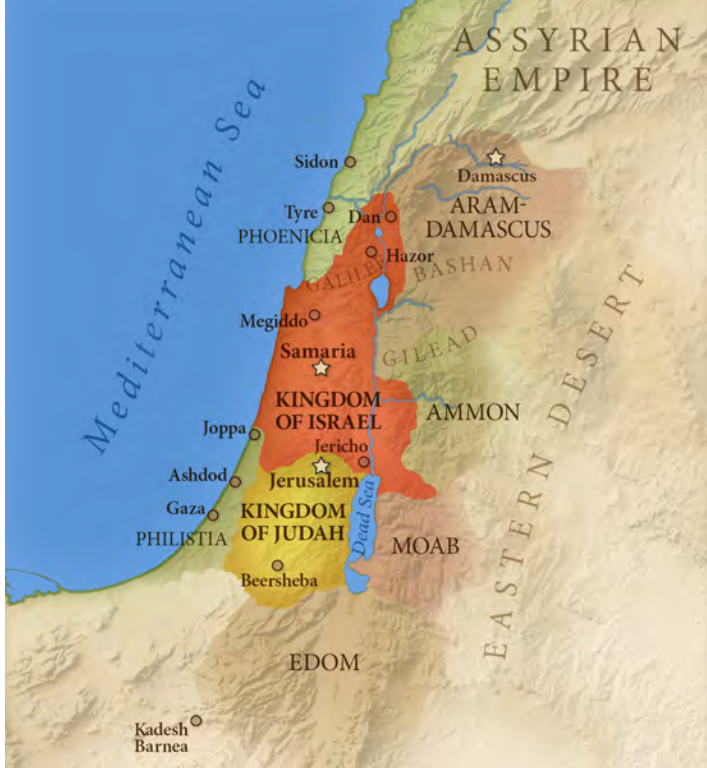 ASSYRIAN
EMPIRE
Mediterranean Sea
Sidon
Damascus
Tyre
Dan
ARAM-
DAMASCUS
PHOENICIA
Hazor
GALILEE
BASHAN
Megiddo
Samaria
GILEAD
KINGDOM
OF ISRAEL
AMMON
EASTERN DESERT
Joppa
Jericho
Ashdod
Jerusalem
Gaza
KINGDOM
OF JUDAH
Dead Sea
PHILISTIA
MOAB
Beersheba
EDOM
Kadesh
Barnea